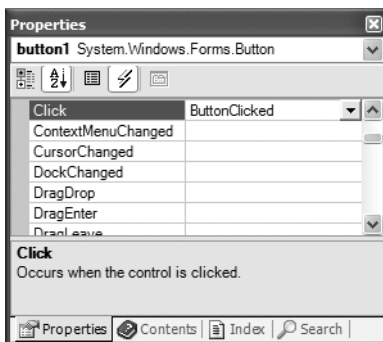 Properties
button1 System.Windows.Forms.Button
Click ButtonClicked
ContextMenuChanged
CursorChanged
DockChanged
DragDrop
DragEnter
DragLeave
Click
Occurs when the control is clicked.
Properties Contents Index Search